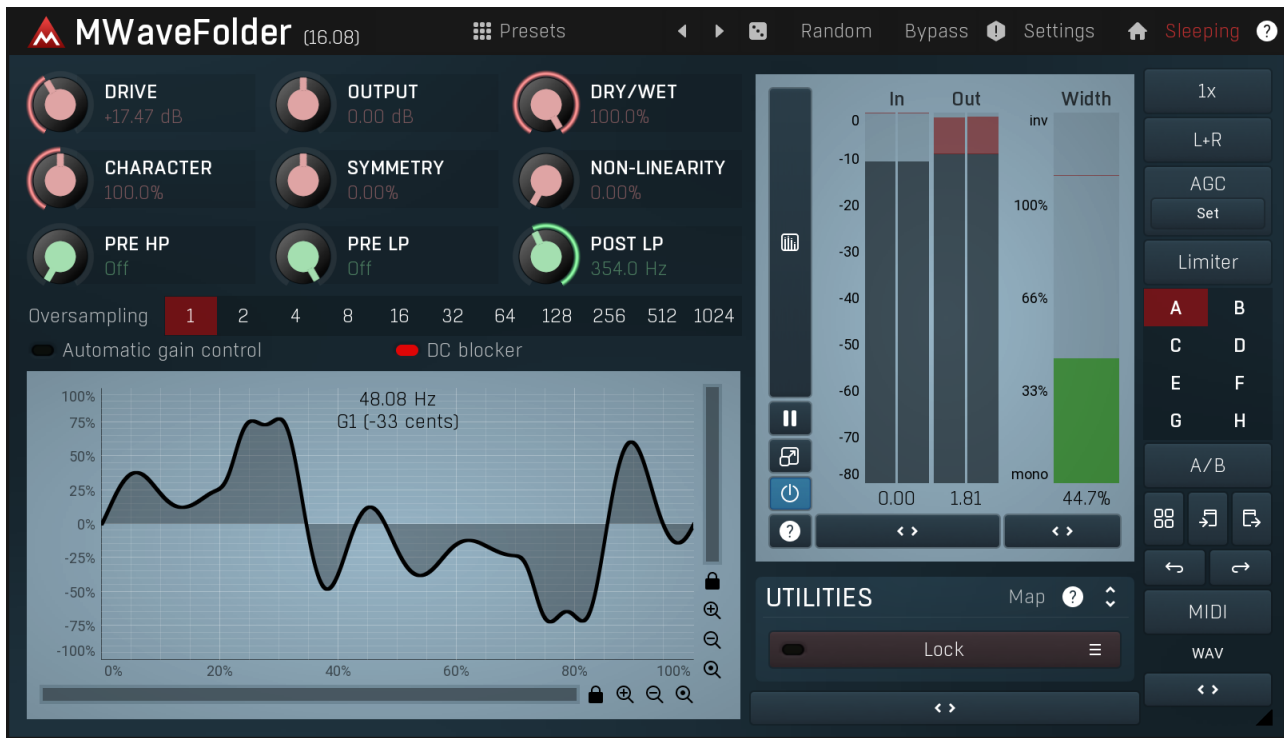 MWaveFolder (16.08) Presets Random Bypass Settings Sleeping ?
DRIVE
+17.47 dB
OUTPUT
0.00 dB
DRY/WET
100.0%
CHARACTER
100.0%
SYMMETRY
0.00%
NON-LINEARITY
0.00%
PRE HP
Off
PRE LP
Off
POST LP
354.0 Hz
Oversampling 1 2 4 8 16 32 64 128 256 512 1024
Automatic gain control DC blocker
48.08 Hz
G1 (-33 cents)
100%
75%
50%
25%
0%
-25%
-50%
-75%
-100%
0% 20% 40% 60% 80% 100%
In Out Width
0
-10
-20
-30
-40
-50
-60
-70
-80
inv
100%
66%
33%
mono
0.00 1.81 44.7%
?
UTILITIES Map ?
Lock
1x
L+R
AGC
Set
Limiter
A B
C D
E F
G H
A/B
MIDI
WAV